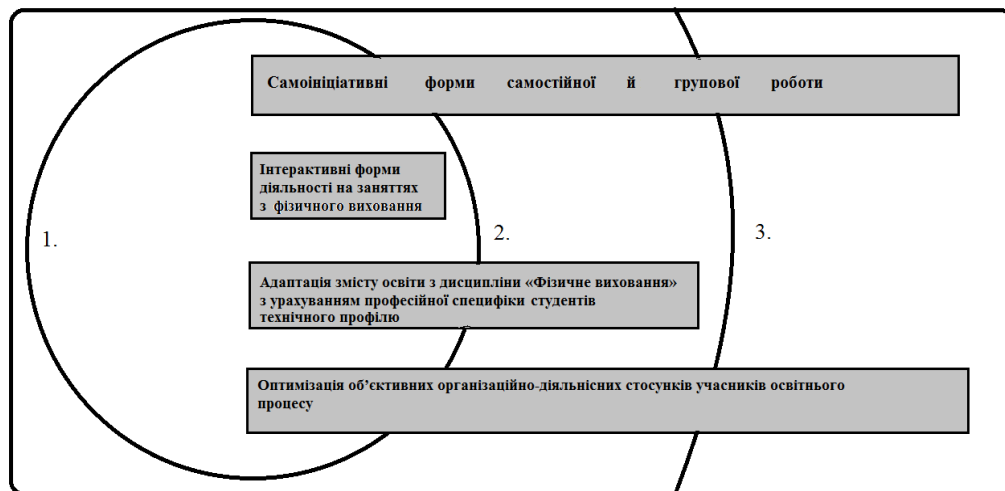 Самоініціативні форми самостійної й групової роботи
Інтерактивні форми
діяльності на заняттях
з фізичного виховання
1.
2.
3.
Адаптація змісту освіти з дисципліни «Фізичне виховання»
з урахуванням професійної специфіки студентів
технічного профілю
Оптимізація об’єктивних організаційно-діяльнісних стосунків учасників освітнього
процесу